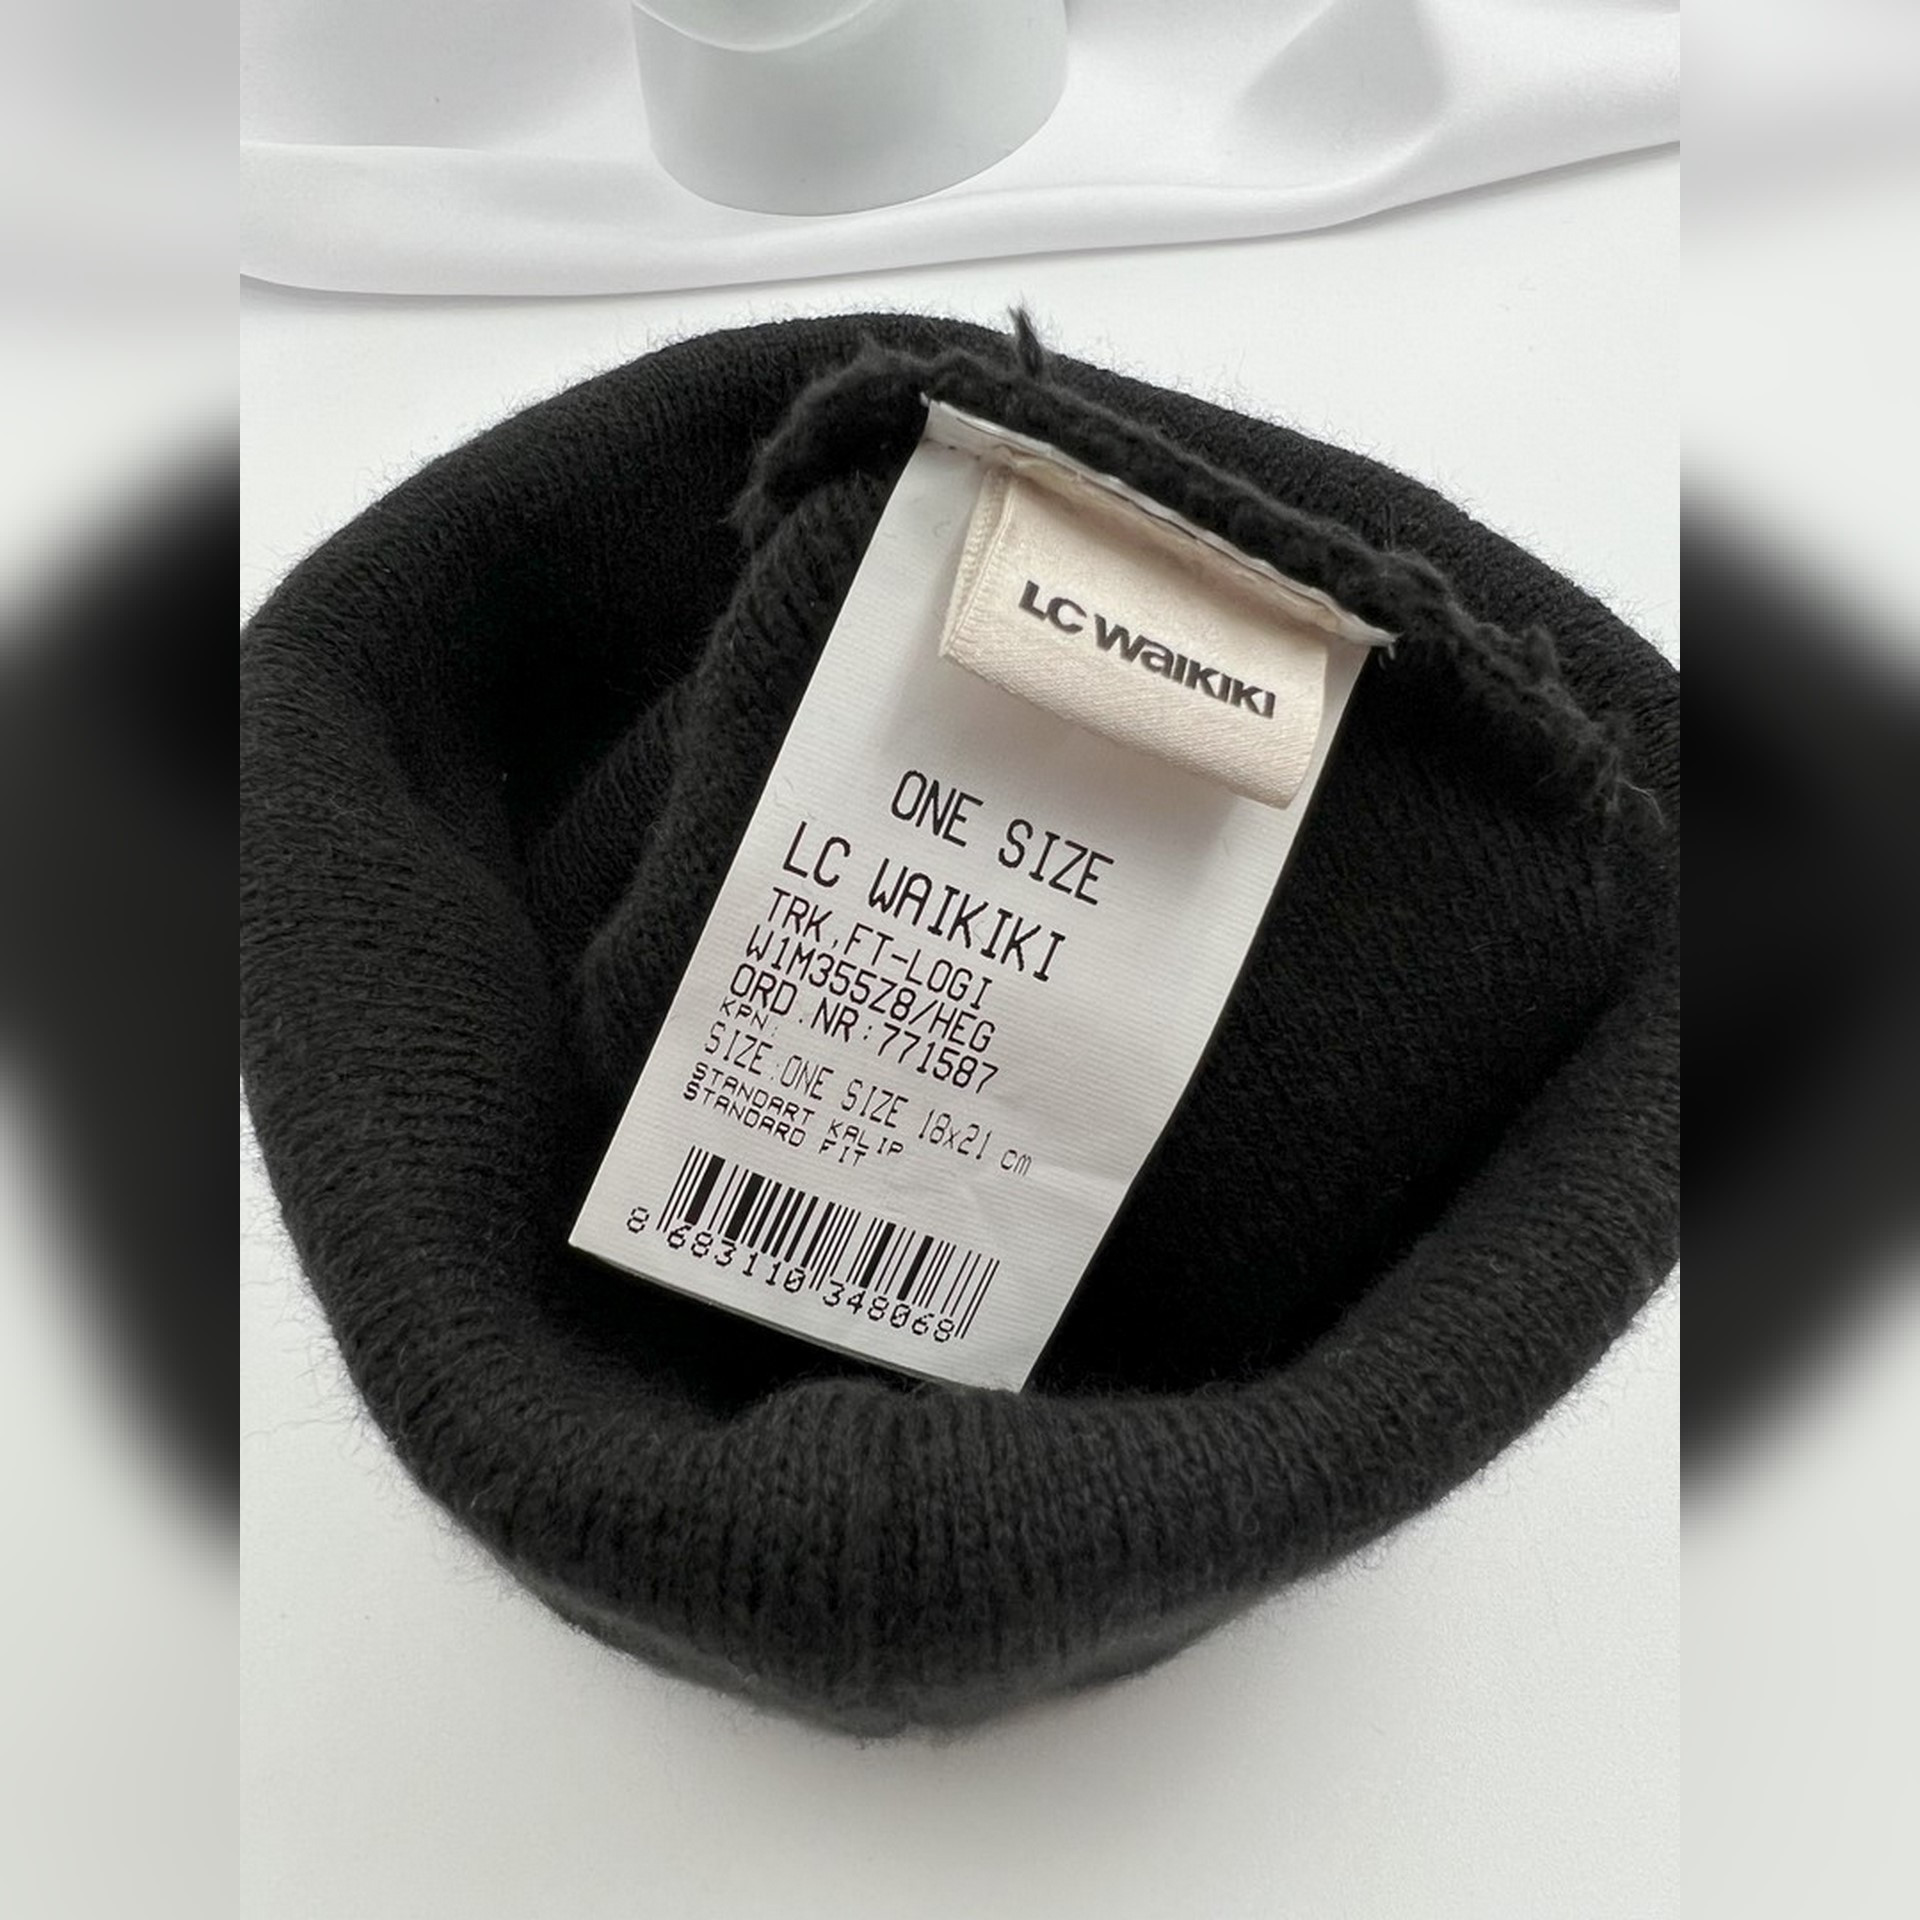 LC WAIKIKI
ONE SIZE
LC WAIKIKI
TRK,FT-LOGI
W1M355Z8/HEG
ORD.NR:771587
KPN:
SIZE:ONE SIZE 18x21 cm
STANDART KALIP
STANDARD FIT
8 683110 348068